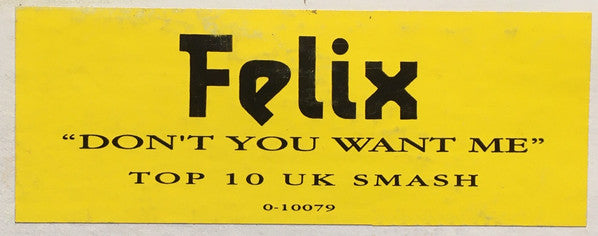 Felix
“DON'T YOU WANT ME”
TOP 10 UK SMASH
0-10079